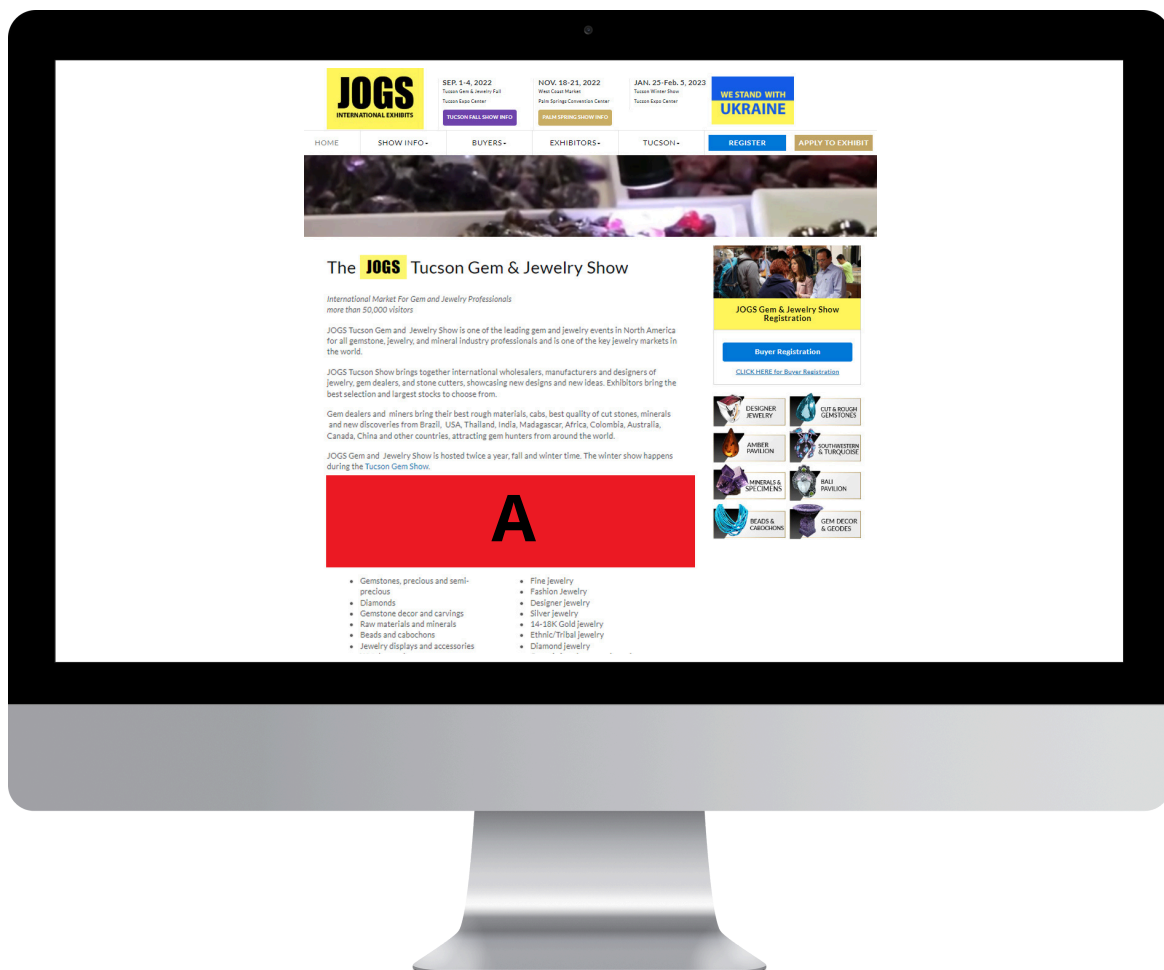 JOGS
INTERNATIONAL EXHIBITS
SEP. 1-4, 2022
Tucson Gem & Jewelry Fall
Tucson Expo Center
TUCSON FALL SHOW INFO
NOV. 18-21, 2022
West Coast Market
Palm Springs Convention Center
PALM SPRING SHOW INFO
JAN. 25-Feb. 5, 2023
Tucson Winter Show
Tucson Expo Center
WE STAND WITH
UKRAINE
HOME SHOW INFO BUYERS EXHIBITORS TUCSON REGISTER APPLY TO EXHIBIT
The JOGS Tucson Gem & Jewelry Show
International Market For Gem and Jewelry Professionals
more than 50,000 visitors
JOGS Tucson Gem and Jewelry Show is one of the leading gem and jewelry events in North America
for all gemstone, jewelry, and mineral industry professionals and is one of the key jewelry markets in
the world.
JOGS Tucson Show brings together international wholesalers, manufacturers and designers of
jewelry, gem dealers, and stone cutters, showcasing new designs and new ideas. Exhibitors bring the
best selection and largest stocks to choose from.
Gem dealers and miners bring their best rough materials, cabs, best quality of cut stones, minerals
and new discoveries from Brazil, USA, Thailand, India, Madagascar, Africa, Colombia, Australia,
Canada, China and other countries, attracting gem hunters from around the world.
JOGS Gem and Jewelry Show is hosted twice a year, fall and winter time. The winter show happens
during the Tucson Gem Show.
A
Gemstones, precious and semi-
precious
Diamonds
Gemstone decor and carvings
Raw materials and minerals
Beads and cabochons
Jewelry displays and accessories
Fine jewelry
Fashion Jewelry
Designer jewelry
Silver jewelry
14-18K Gold jewelry
Ethnic/Tribal jewelry
Diamond jewelry
JOGS Gem & Jewelry Show
Registration
Buyer Registration
CLICK HERE for Buyer Registration
DESIGNER
JEWELRY
CUT & ROUGH
GEMSTONES
AMBER
PAVILION
SOUTHWESTERN
& TURQUOISE
MINERALS &
SPECIMENS
BALI
PAVILION
BEADS &
CABOCHONS
GEM DECOR
& GEODES